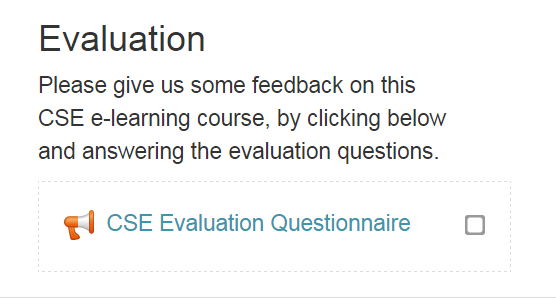 Evaluation
Please give us some feedback on this
CSE e-learning course, by clicking below
and answering the evaluation questions.
CSE Evaluation Questionnaire